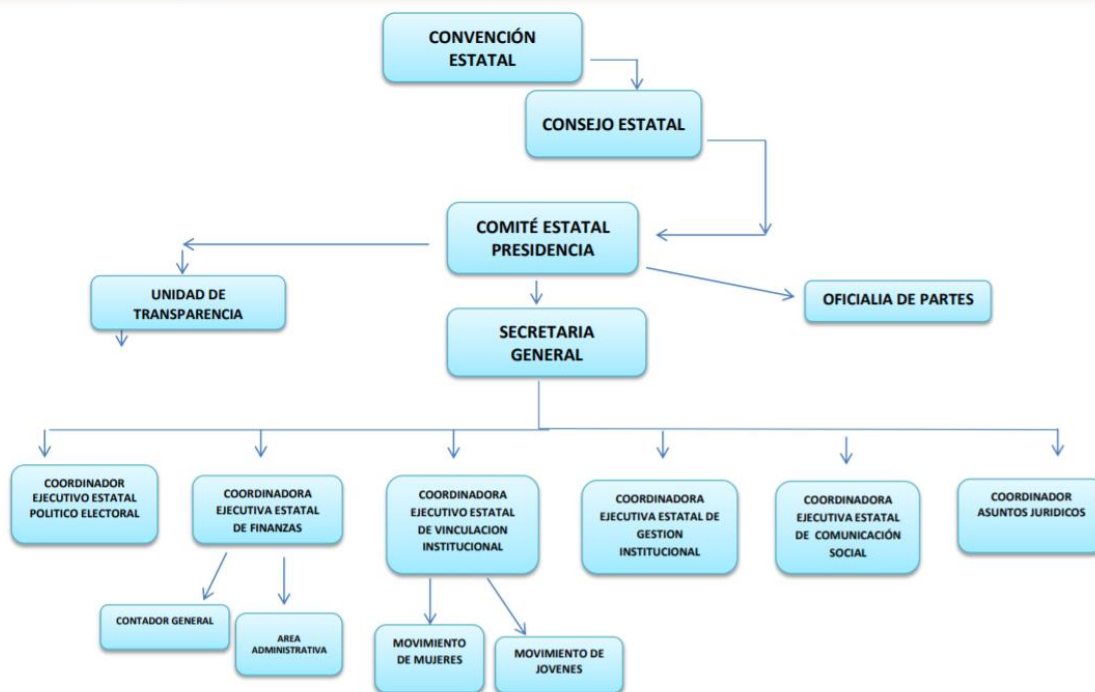 CONVENCIÓN
ESTATAL
CONSEJO ESTATAL
COMITÉ ESTATAL
PRESIDENCIA
UNIDAD DE
TRANSPARENCIA
OFICIALIA DE PARTES
SECRETARIA
GENERAL
COORDINADOR
EJECUTIVO ESTATAL
POLITICO ELECTORAL
COORDINADORA
EJECUTIVA ESTATAL
DE FINANZAS
COORDINADORA
EJECUTIVO ESTATAL
DE VINCULACION
INSTITUCIONAL
COORDINADORA
EJECUTIVA ESTATAL DE
GESTION
INSTITUCIONAL
COORDINADORA
EJECUTIVA ESTATAL
DE COMUNICACIÓN
SOCIAL
COORDINADOR
ASUNTOS JURIDICOS
CONTADOR GENERAL
AREA
ADMINISTRATIVA
MOVIMIENTO
DE MUJERES
MOVIMIENTO DE
JOVENES